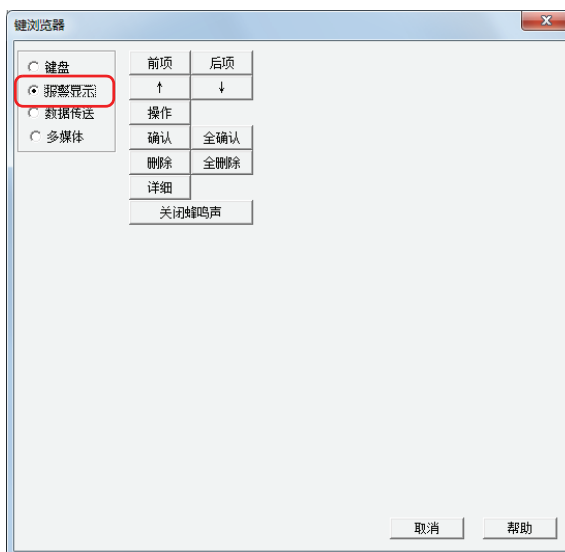 键浏览器
键盘
报警显示
数据传送
多媒体
前项 后项
↑ ↓
操作
确认 全确认
删除 全删除
详细
关闭蜂鸣声
取消 帮助